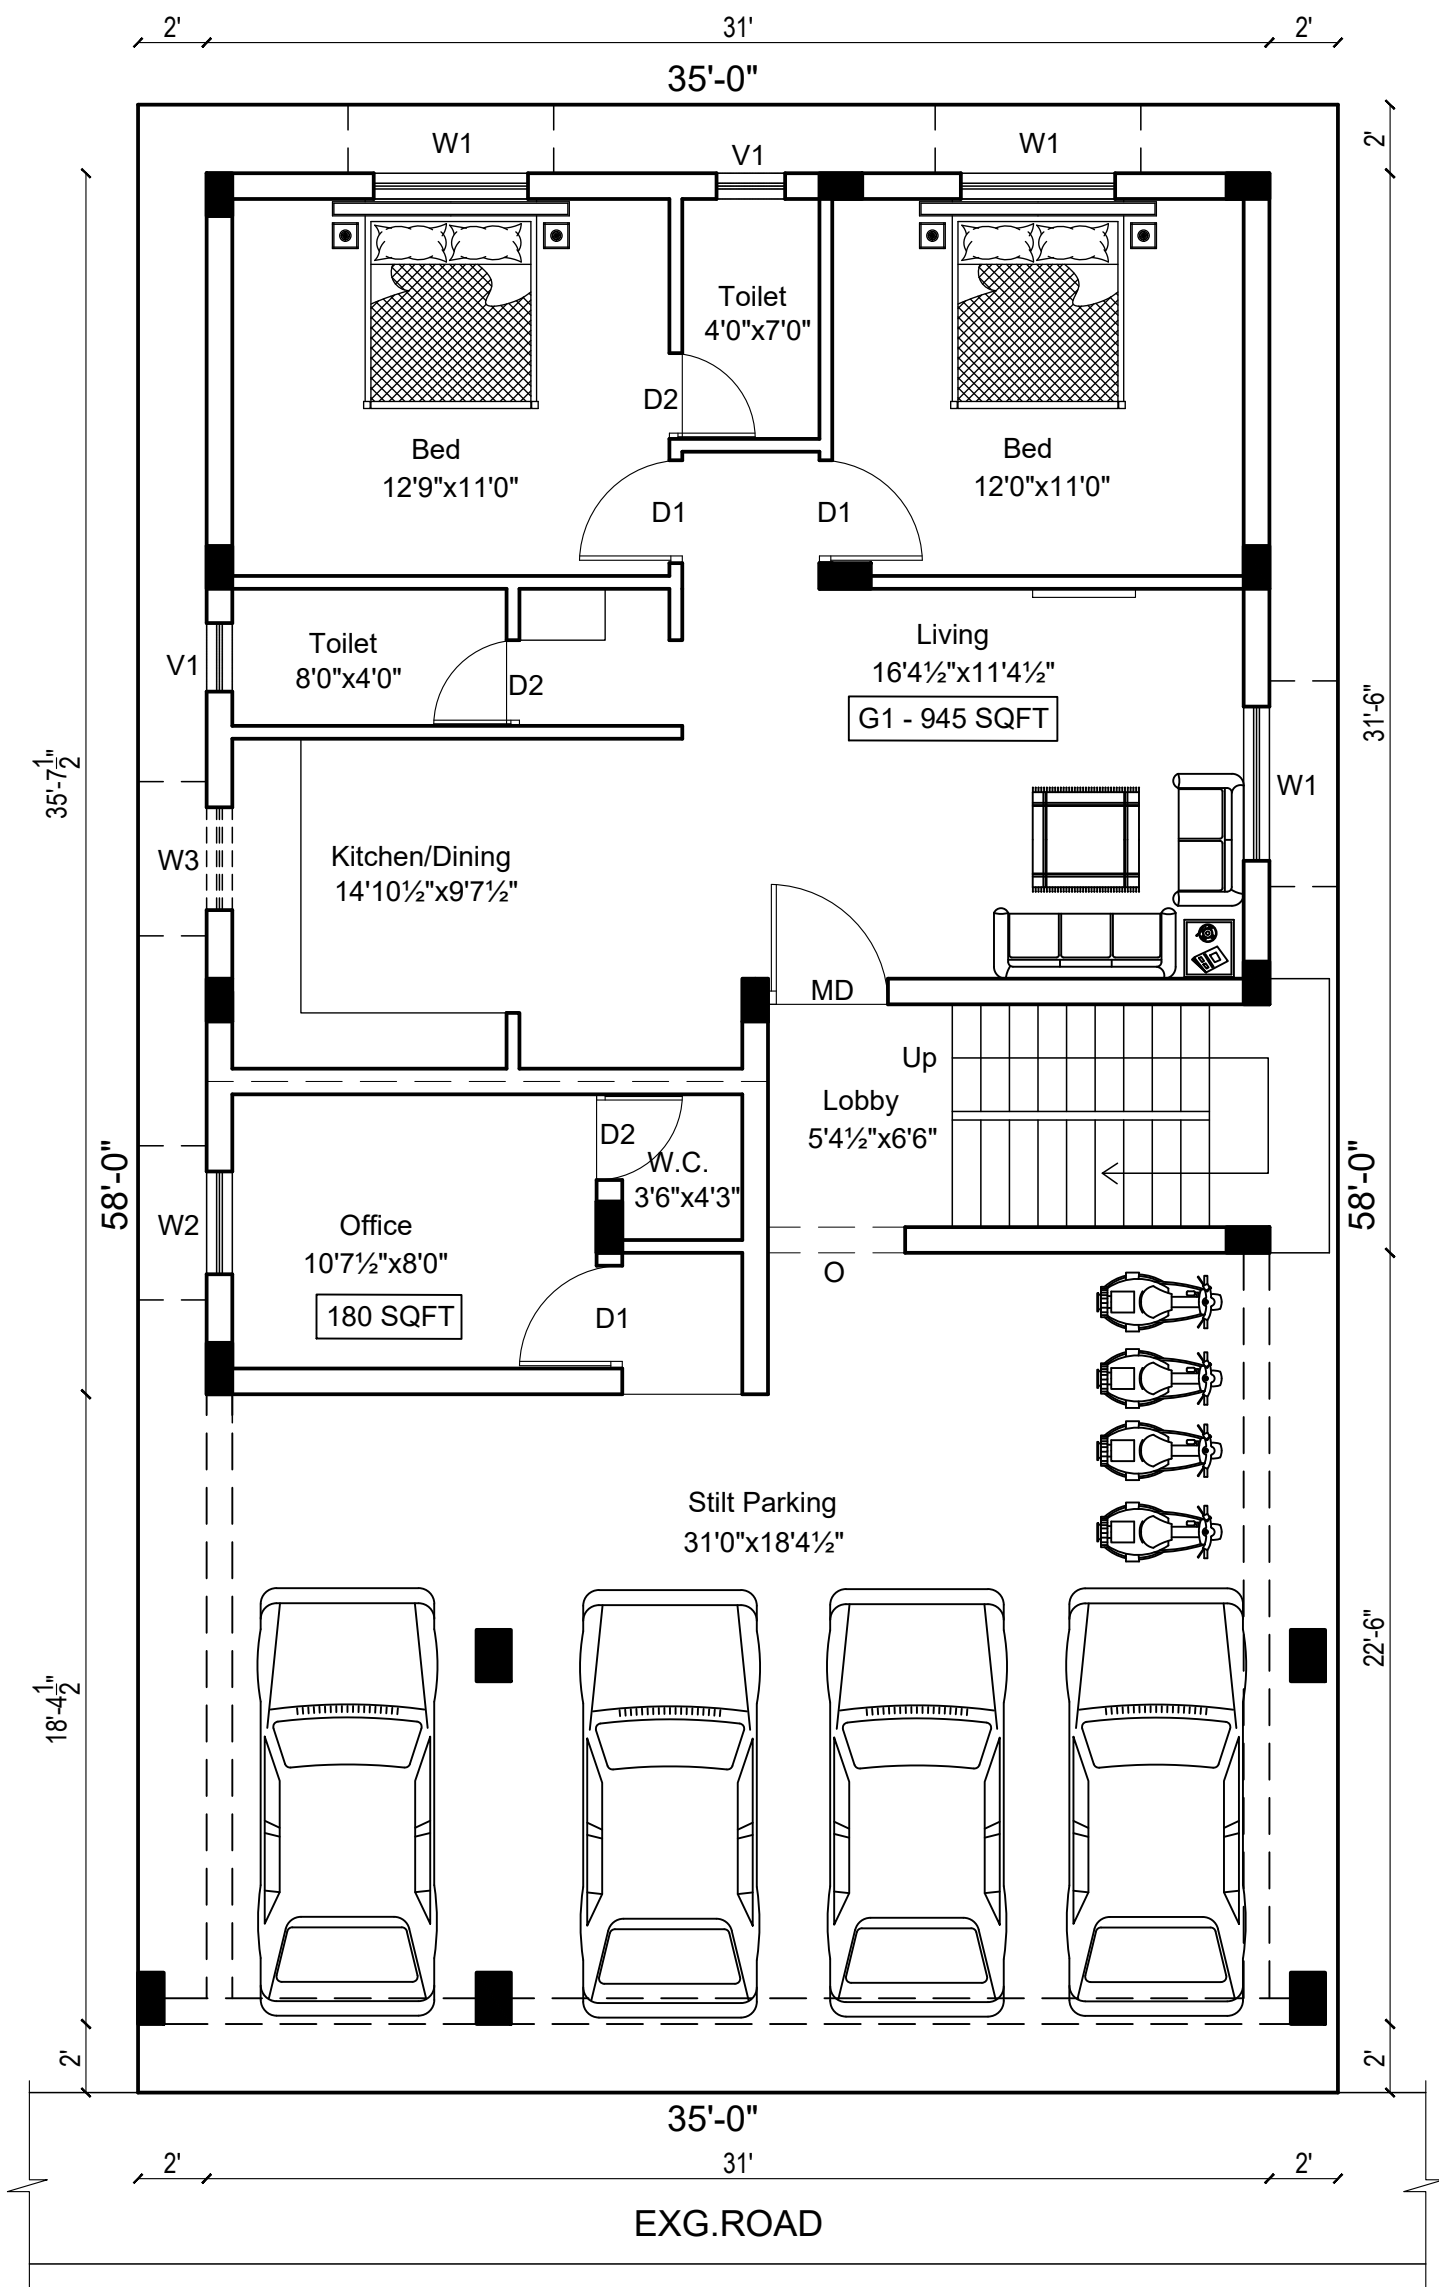 2'
31'
2'
35'-0"
2'
W1
V1
W1
Toilet
4'0"x7'0"
D2
Bed
12'9"x11'0"
Bed
12'0"x11'0"
D1
D1
Toilet
8'0"x4'0"
V1
D2
Living
16'4½"x11'4½"
G1 - 945 SQFT
31'-6"
35'-7½"
W1
W3
Kitchen/Dining
14'10½"x9'7½"
MD
Up
Lobby
5'4½"x6'6"
D2
W.C.
3'6"x4'3"
58'-0"
58'-0"
W2
Office
10'7½"x8'0"
180 SQFT
O
D1
Stilt Parking
31'0"x18'4½"
22'-6"
18'-4½"
2'
2'
35'-0"
2'
31'
2'
EXG.ROAD